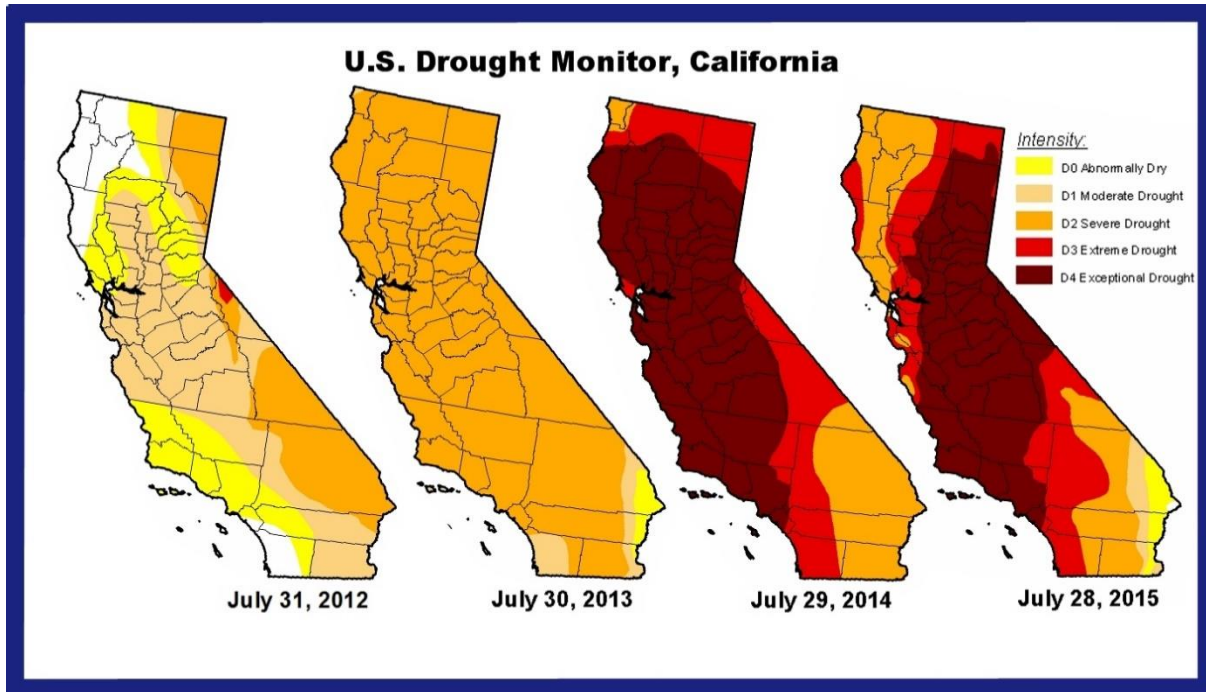 U.S. Drought Monitor, California
Intensity:
D0 Abnormally Dry
D1 Moderate Drought
D2 Severe Drought
D3 Extreme Drought
D4 Exceptional Drought
July 31, 2012
July 30, 2013
July 29, 2014
July 28, 2015